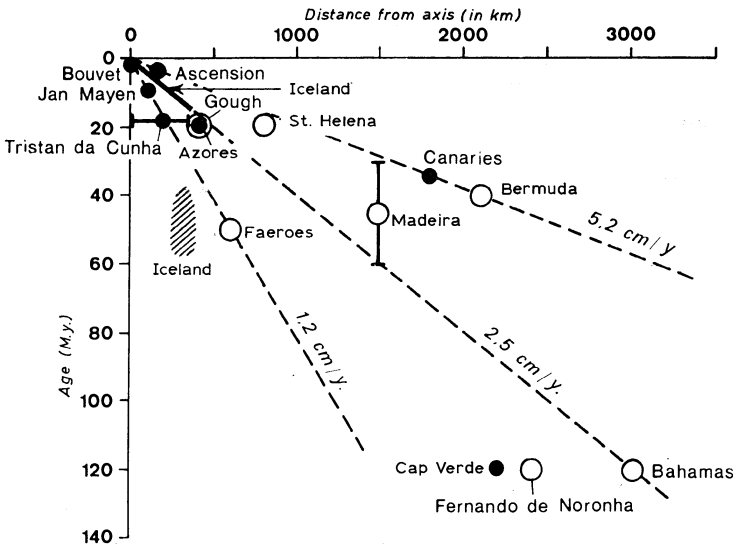 Distance from axis (in km)
0 1000 2000 3000
0
Bouvet
Ascension
Jan Mayen
Iceland
Gough
20
St. Helena
Tristan da Cunha
Azores
Canaries
40
Bermuda
Madeira
5.2 cm/y
Faeroes
60
Iceland
1.2 cm/y.
2.5 cm/y.
80
Age (M.y.)
100
120
Cap Verde
Bahamas
Fernando de Noronha
140